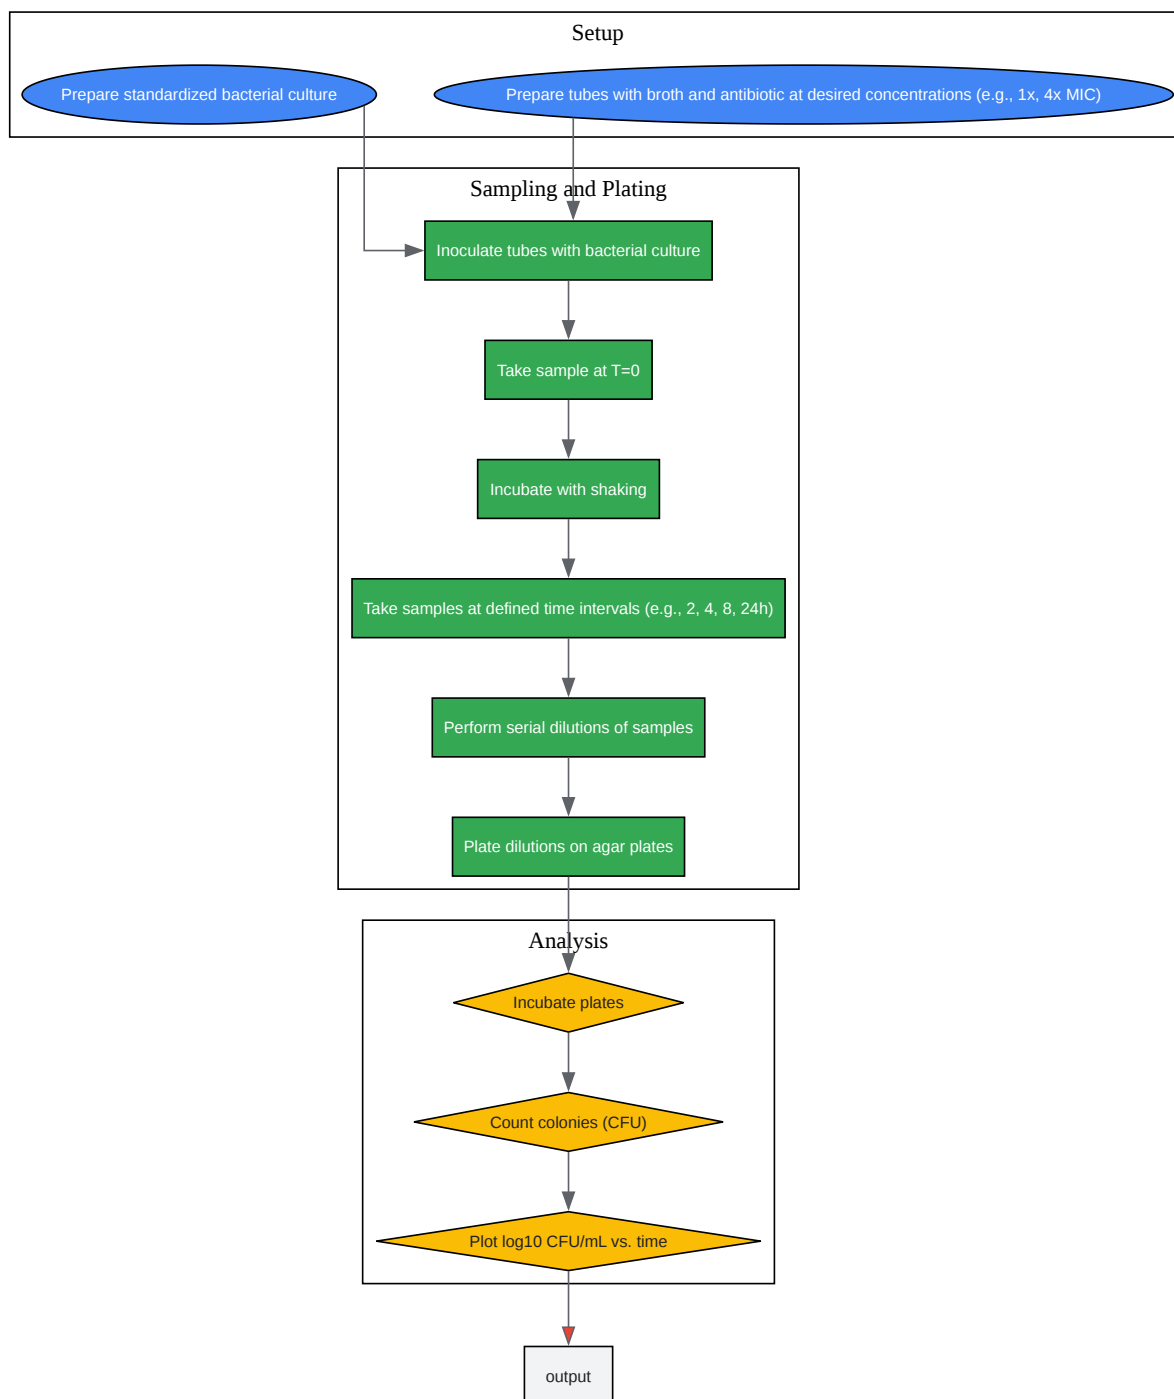 Setup
Prepare standardized bacterial culture
Prepare tubes with broth and antibiotic at desired concentrations (e.g., 1x, 4x MIC)
Sampling and Plating
Inoculate tubes with bacterial culture
Take sample at T=0
Incubate with shaking
Take samples at defined time intervals (e.g., 2, 4, 8, 24h)
Perform serial dilutions of samples
Plate dilutions on agar plates
Analysis
Incubate plates
Count colonies (CFU)
Plot log10 CFU/mL vs. time
output